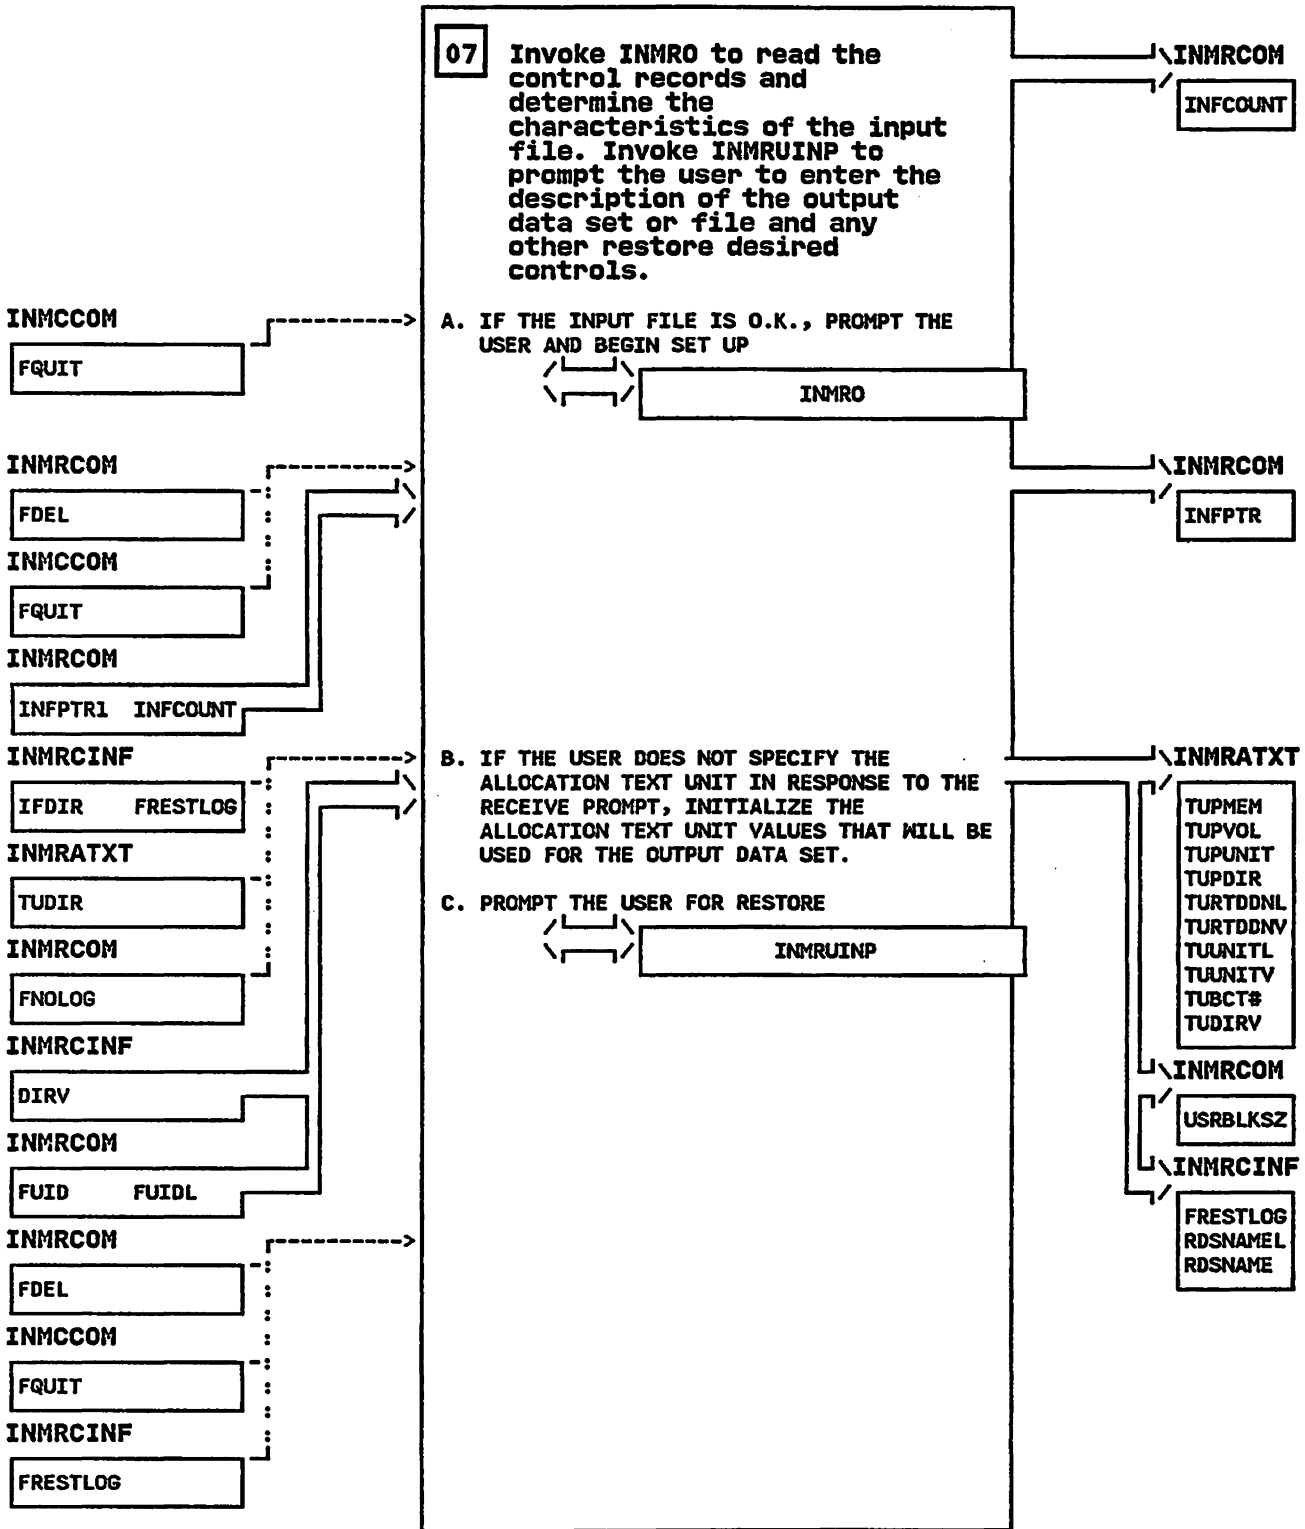 07
Invoke INMRO to read the
control records and
determine the
characteristics of the input
file. Invoke INMRUINP to
prompt the user to enter the
description of the output
data set or file and any
other restore desired
controls.
INMRCOM
INFCOUNT
INMCCOM
FQUIT
A. IF THE INPUT FILE IS O.K., PROMPT THE
USER AND BEGIN SET UP
INMRO
INMRCOM
FDEL
INMCCOM
FQUIT
INMRCOM
INFPTR1 INFCOUNT
INMRCOM
INFPTR
INMRCINF
IFDIR FRESTLOG
INMRATXT
TUDIR
INMRCOM
FNOLOG
INMRCINF
DIRV
INMRCOM
FUID FUIDL
B. IF THE USER DOES NOT SPECIFY THE
ALLOCATION TEXT UNIT IN RESPONSE TO THE
RECEIVE PROMPT, INITIALIZE THE
ALLOCATION TEXT UNIT VALUES THAT WILL BE
USED FOR THE OUTPUT DATA SET.
C. PROMPT THE USER FOR RESTORE
INMRUINP
INMRATXT
TUPMEM
TUPVOL
TUPUNIT
TUPDIR
TURTDDNL
TURTDDNV
TUUNITL
TUUNITV
TUBCT#
TUDIRV
INMRCOM
USRBLKSZ
INMRCINF
FRESTLOG
RDSNAMEL
RDSNAME
INMRCOM
FDEL
INMCCOM
FQUIT
INMRCINF
FRESTLOG